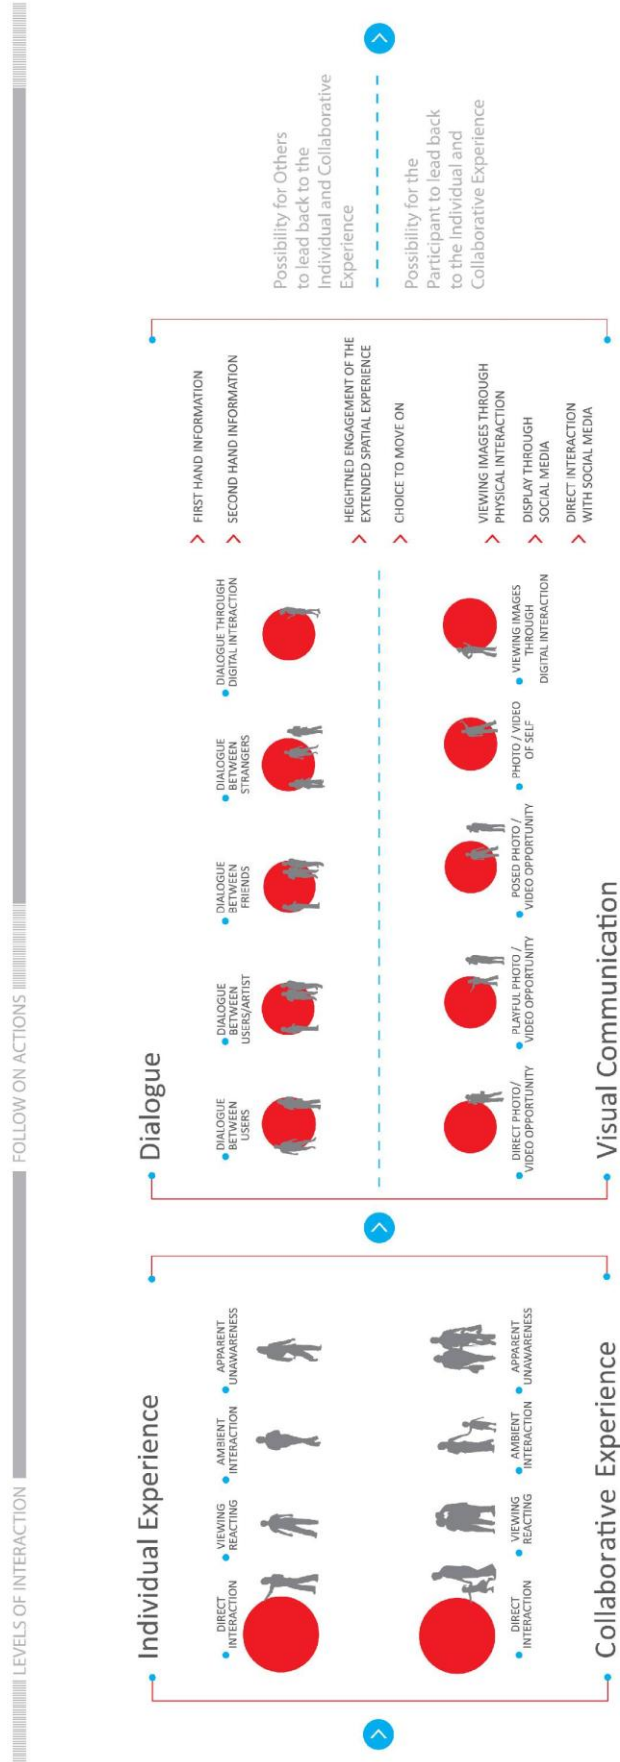 LEVELS OF INTERACTION
FOLLOW ON ACTIONS
Individual Experience
DIRECT
INTERACTION
VIEWING
REACTING
AMBIENT
INTERACTION
APPARENT
UNAWARENESS
DIRECT
INTERACTION
VIEWING
REACTING
AMBIENT
INTERACTION
APPARENT
UNAWARENESS
Collaborative Experience
Dialogue
DIALOGUE
BETWEEN
USERS
DIALOGUE
BETWEEN
USERS/ARTIST
DIALOGUE
BETWEEN
FRIENDS
DIALOGUE
BETWEEN
STRANGERS
DIALOGUE THROUGH
DIGITAL INTERACTION
DIRECT PHOTO/
VIDEO OPPORTUNITY
PLAYFUL PHOTO /
VIDEO OPPORTUNITY
POSED PHOTO /
VIDEO OPPORTUNITY
PHOTO / VIDEO
OF SELF
VIEWING IMAGES
THROUGH
DIGITAL INTERACTION
Visual Communication
FIRST HAND INFORMATION
SECOND HAND INFORMATION
HEIGHTNED ENGAGEMENT OF THE
EXTENDED SPATIAL EXPERIENCE
CHOICE TO MOVE ON
VIEWING IMAGES THROUGH
PHYSICAL INTERACTION
DISPLAY THROUGH
SOCIAL MEDIA
DIRECT INTERACTION
WITH SOCIAL MEDIA
Possibility for Others
to lead back to the
Individual and Collaborative
Experience
Possibility for the
Participant to lead back
to the Individual and
Collaborative Experience